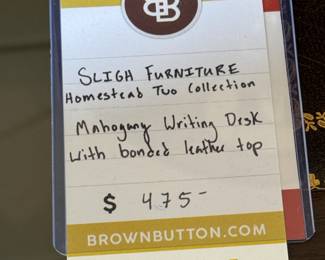 B
SLIGH FURNITURE
Homestead Two Collection
Mahogany Writing Desk
with bonded leather top
$ 475-
BROWNBUTTON.COM